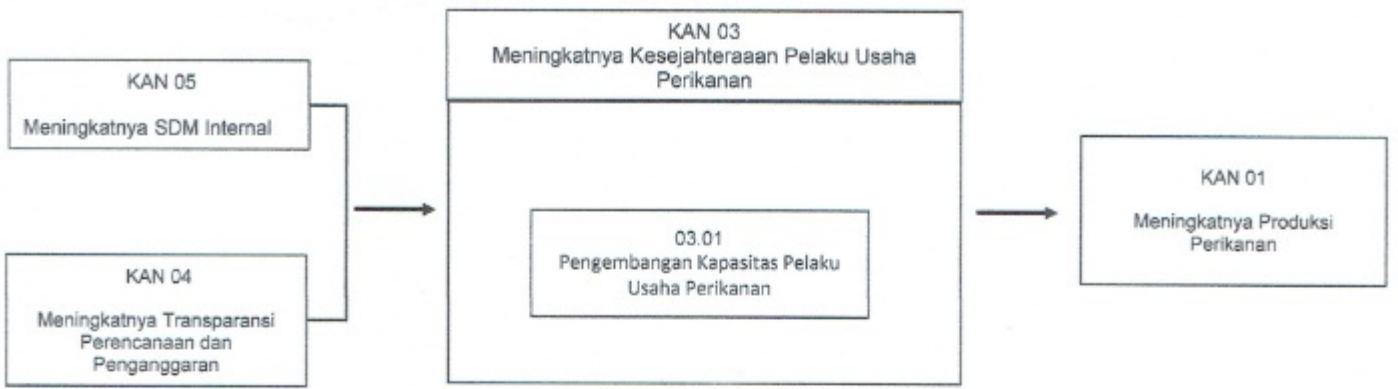 KAN 05
Meningkatnya SDM Internal
KAN 04
Meningkatnya Transparansi
Perencanaan dan
Penganggaran
KAN 03
Meningkatnya Kesejahteraaan Pelaku Usaha
Perikanan
03.01
Pengembangan Kapasitas Pelaku
Usaha Perikanan
KAN 01
Meningkatnya Produksi
Perikanan